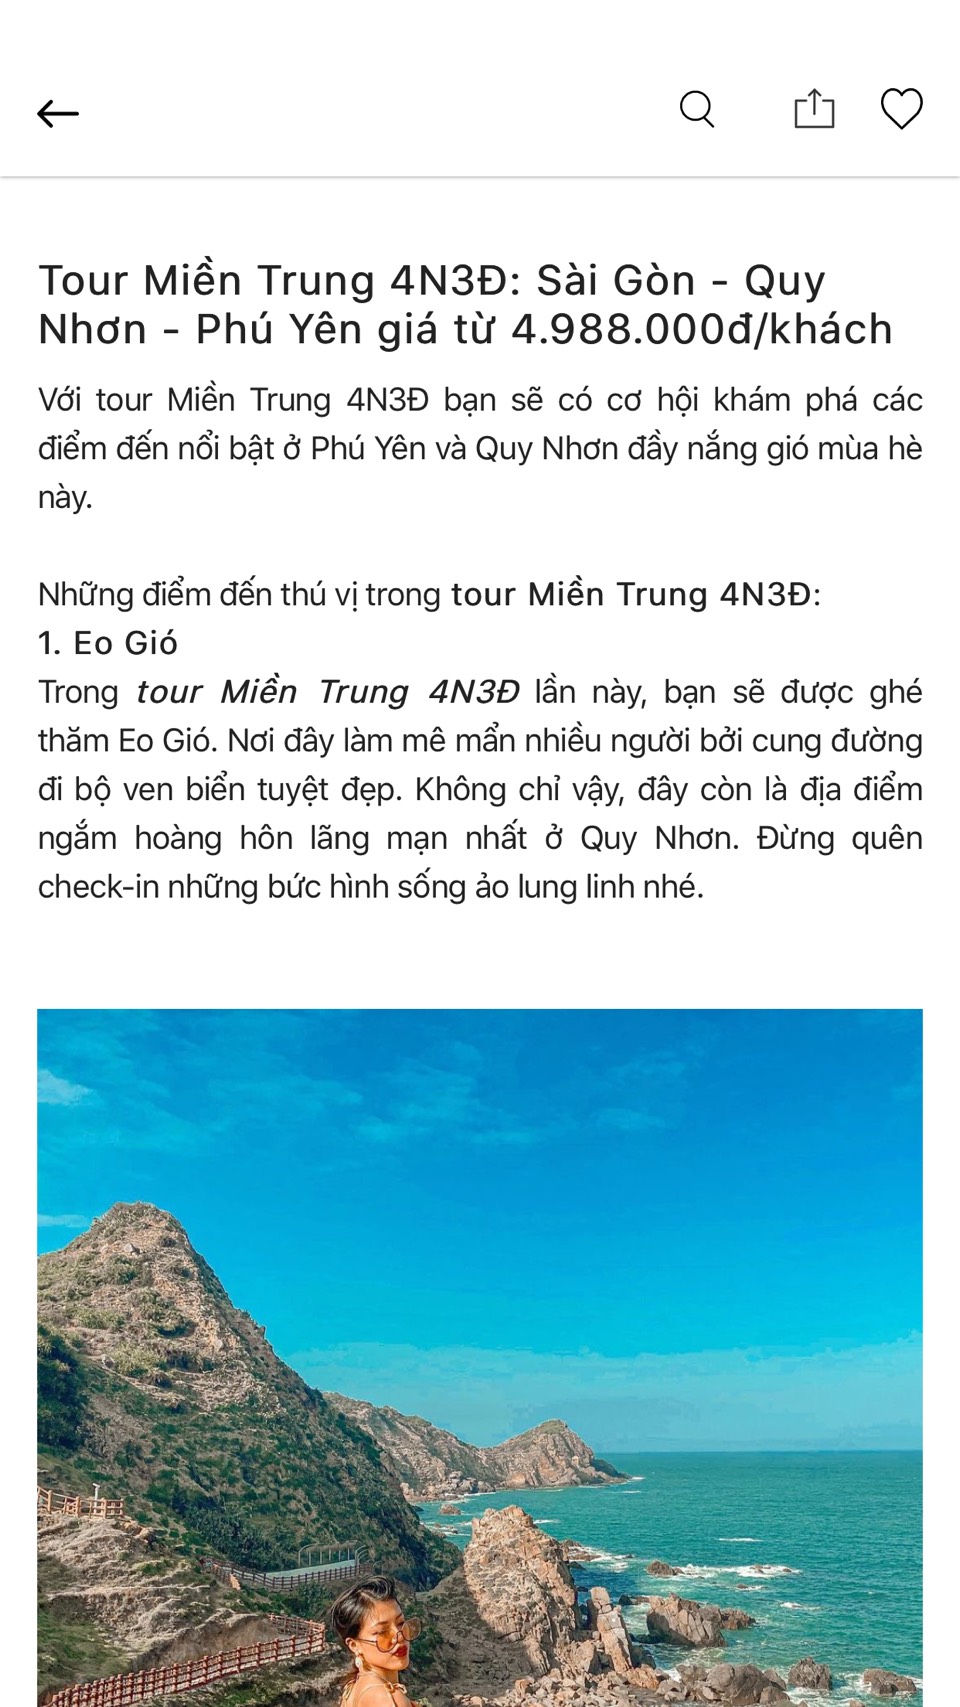 Tour Miền Trung 4N3Đ: Sài Gòn - Quy
Nhơn - Phú Yên giá từ 4.988.000đ/khách
Với tour Miền Trung 4N3Đ bạn sẽ có cơ hội khám phá các
điểm đến nổi bật ở Phú Yên và Quy Nhơn đầy nắng gió mùa hè
này.
Những điểm đến thú vị trong tour Miền Trung 4N3Đ:
1. Eo Gió
Trong tour Miền Trung 4N3Đ lần này, bạn sẽ được ghé
thăm Eo Gió. Nơi đây làm mê mẩn nhiều người bởi cung đường
đi bộ ven biển tuyệt đẹp. Không chỉ vậy, đây còn là địa điểm
ngắm hoàng hôn lãng mạn nhất ở Quy Nhơn. Đừng quên
check-in những bức hình sống ảo lung linh nhé.